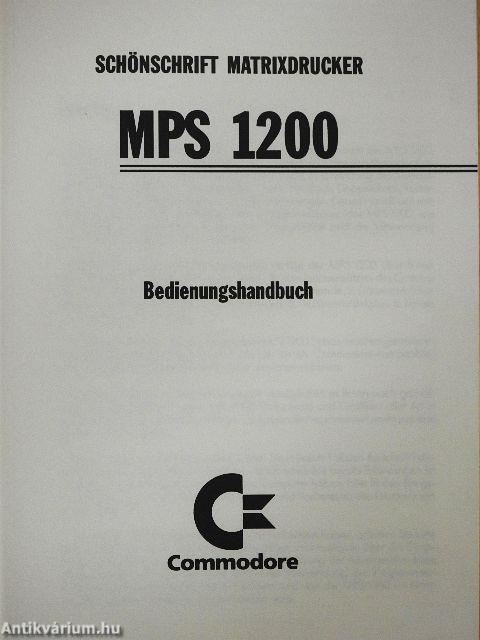 SCHÖNSCHRIFT MATRIXDRUCKER
MPS 1200
Bedienungshandbuch
Commodore
Antikvárium.hu